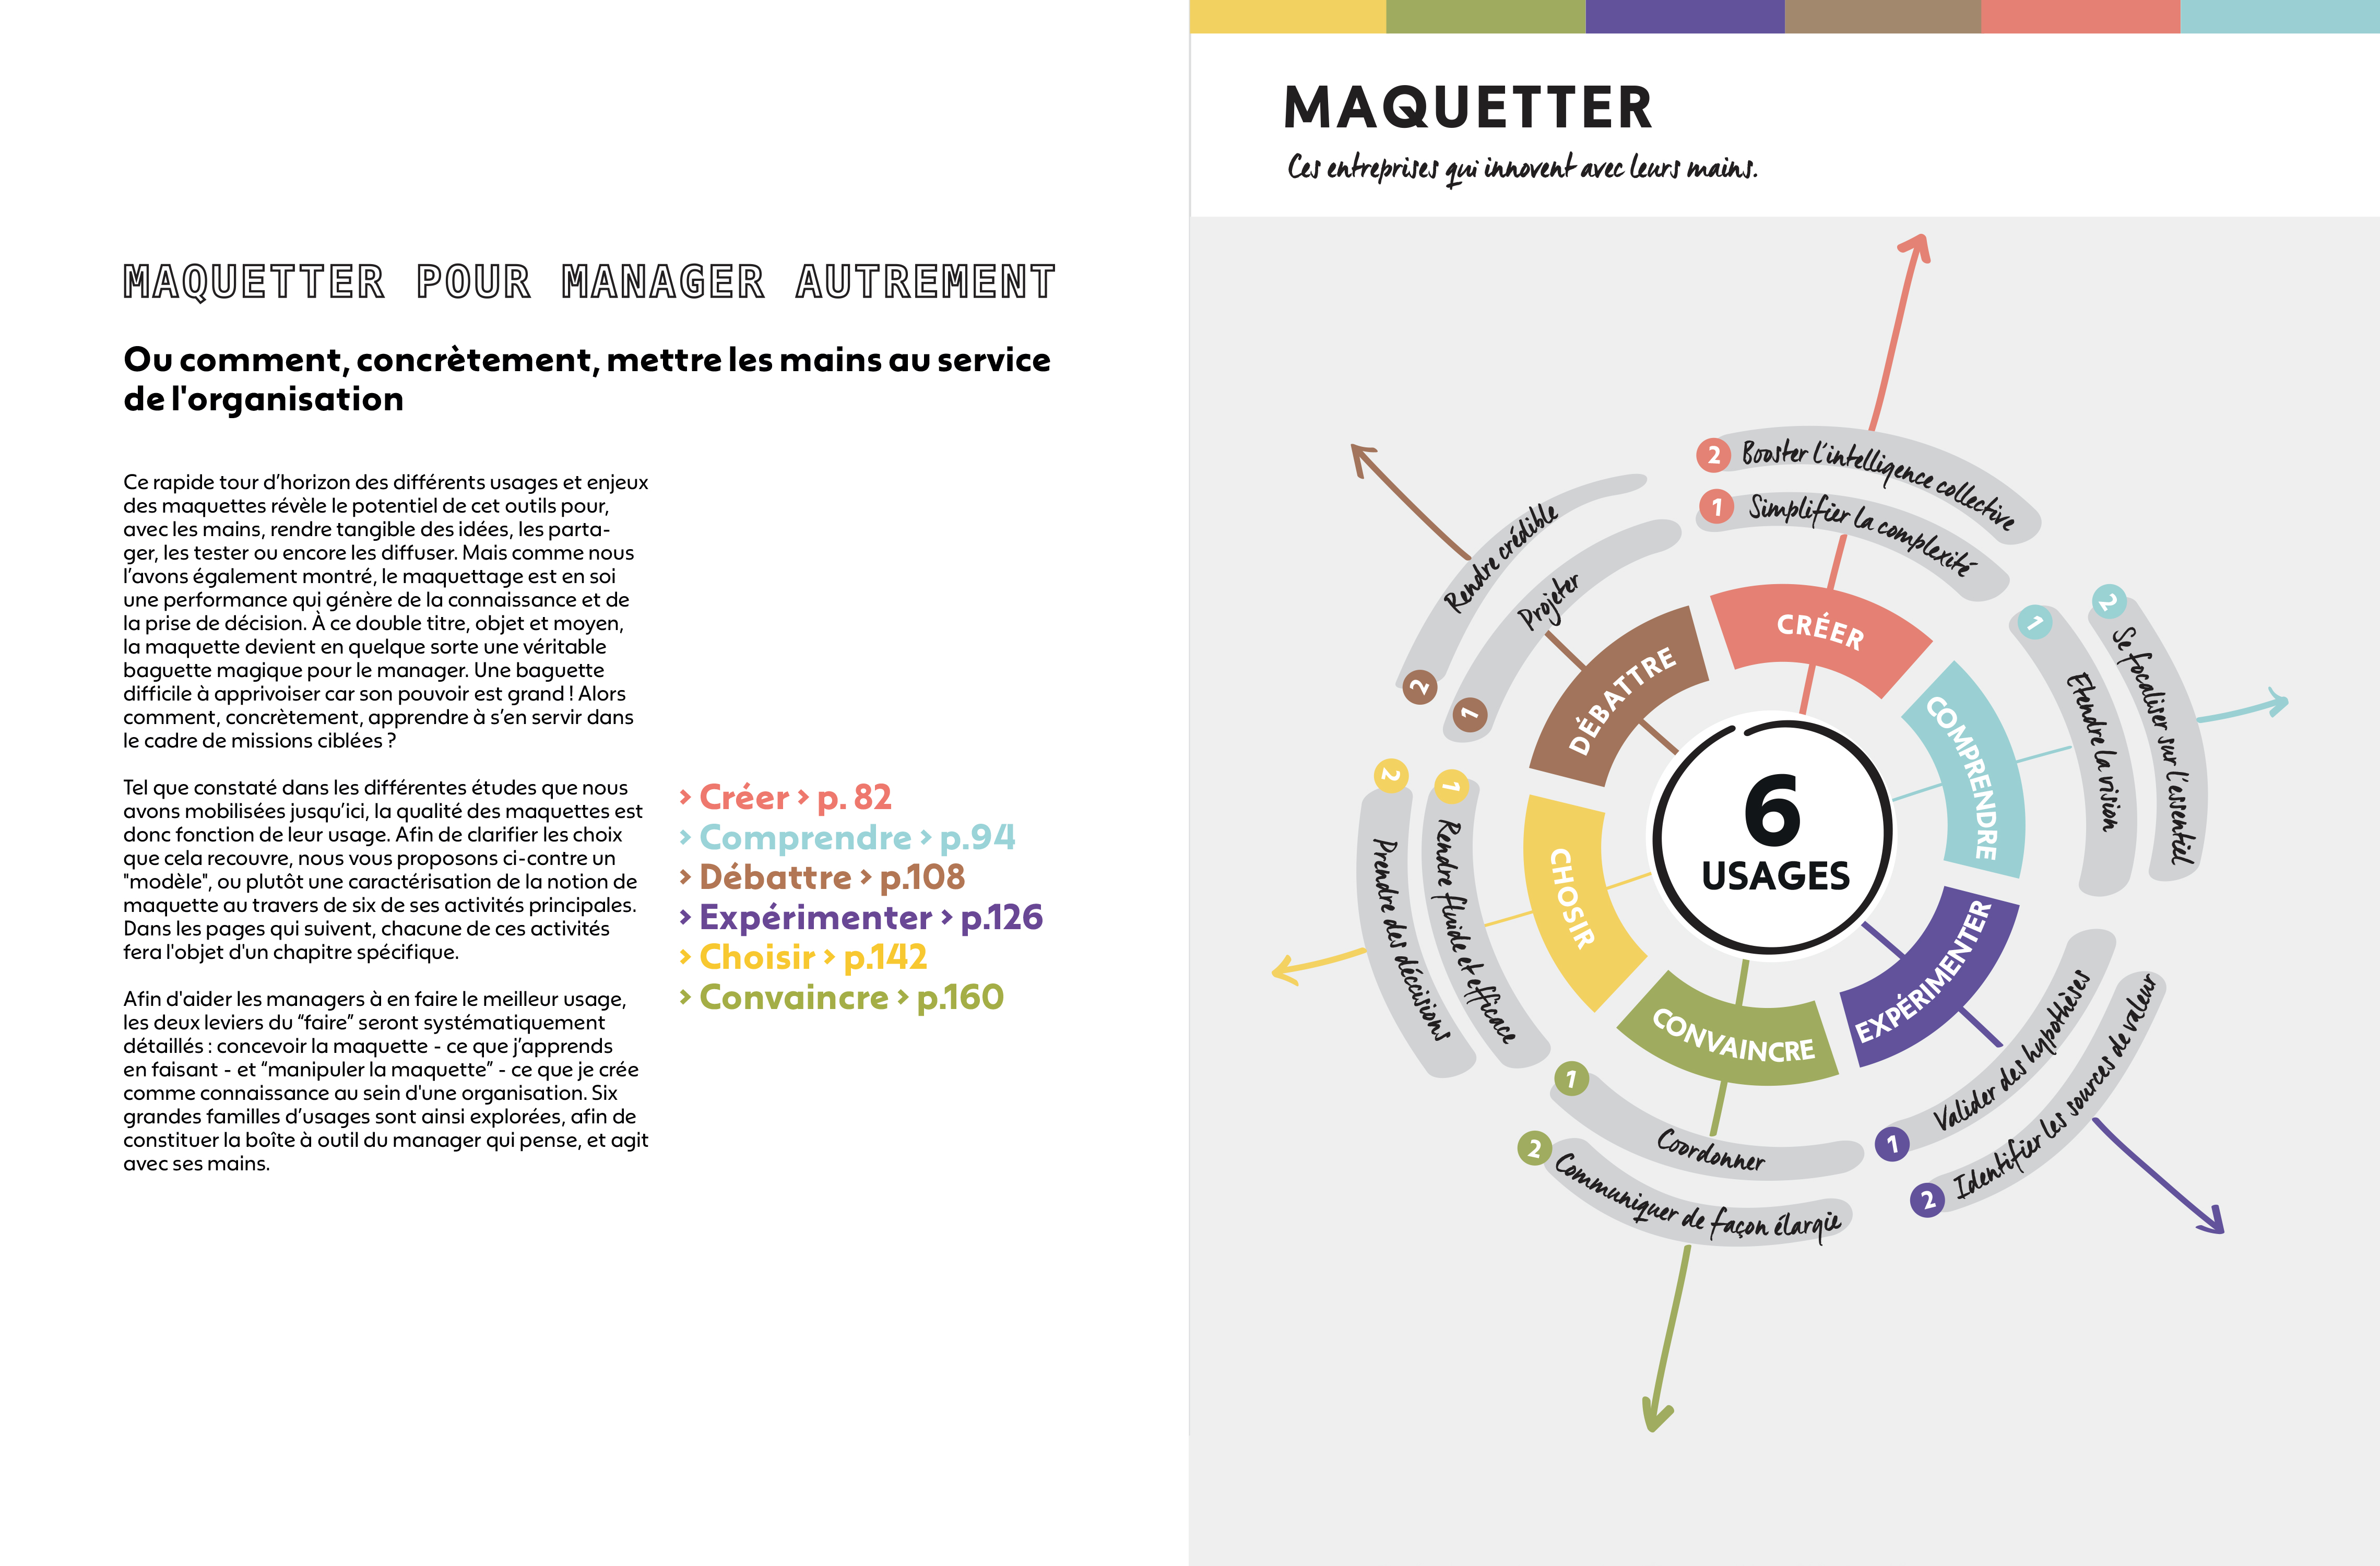 MAQUETTER POUR MANAGER AUTREMENT
Ou comment, concrètement, mettre les mains au service
de l'organisation
Ce rapide tour d’horizon des différents usages et enjeux
des maquettes révèle le potentiel de cet outils pour,
avec les mains, rendre tangible des idées, les parta-
ger, les tester ou encore les diffuser. Mais comme nous
l’avons également montré, le maquettage est en soi
une performance qui génère de la connaissance et de
la prise de décision. À ce double titre, objet et moyen,
la maquette devient en quelque sorte une véritable
baguette magique pour le manager. Une baguette
difficile à apprivoiser car son pouvoir est grand ! Alors
comment, concrètement, apprendre à s’en servir dans
le cadre de missions ciblées ?
Tel que constaté dans les différentes études que nous
avons mobilisées jusqu’ici, la qualité des maquettes est
donc fonction de leur usage. Afin de clarifier les choix
que cela recouvre, nous vous proposons ci-contre un
"modèle", ou plutôt une caractérisation de la notion de
maquette au travers de six de ses activités principales.
Dans les pages qui suivent, chacune de ces activités
fera l'objet d'un chapitre spécifique.
Afin d'aider les managers à en faire le meilleur usage,
les deux leviers du “faire” seront systématiquement
détaillés : concevoir la maquette - ce que j’apprends
en faisant - et “manipuler la maquette” - ce que je crée
comme connaissance au sein d'une organisation. Six
grandes familles d’usages sont ainsi explorées, afin de
constituer la boîte à outil du manager qui pense, et agit
avec ses mains.
> Créer > p. 82
> Comprendre > p.94
> Débattre > p.108
> Expérimenter > p.126
> Choisir > p.142
> Convaincre > p.160
MAQUETTER
Ces entreprises qui innovent avec leurs mains.
6
USAGES
CRÉER
1 Simplifier la complexité
2 Booster l'intelligence collective
COMPRENDRE
1 Etendre la vision
2 Se focaliser sur l'essentiel
EXPÉRIMENTER
1 Valider des hypothèses
2 Identifier les sources de valeur
CONVAINCRE
1 Coordonner
2 Communiquer de façon élargie
CHOSIR
1 Rendre fluide et efficace
2 Prendre des déccisions
DÉBATTRE
1 Projeter
2 Rendre crédible